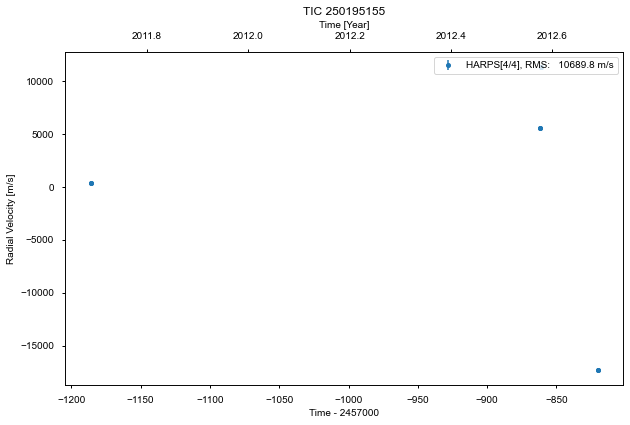 TIC 250195155
Time [Year]
2011.8 2012.0 2012.2 2012.4 2012.6
HARPS[4/4], RMS: 10689.8 m/s
10000
5000
0
−5000
−10000
−15000
Radial Velocity [m/s]
−1200 −1150 −1100 −1050 −1000 −950 −900 −850
Time - 2457000